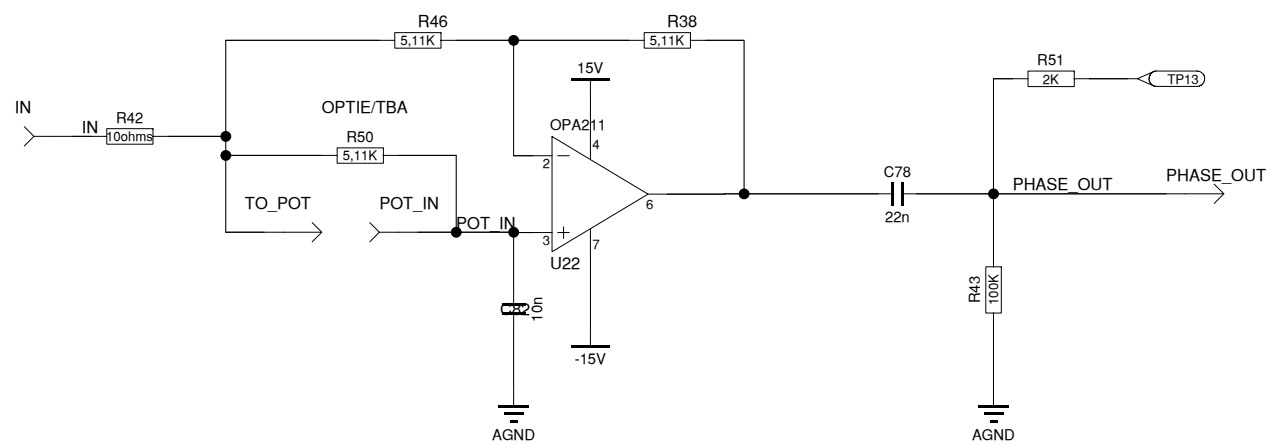 R46
5,11K
R38
5,11K
R51
2K
TP13
15V
IN
IN
R42
10ohms
OPTIE/TBA
R50
5,11K
OPA211
4
2
TO_POT
POT_IN
POT_IN
3
6
7
U22
C78
22n
PHASE_OUT
PHASE_OUT
C82
10n
R43
100K
-15V
AGND
AGND